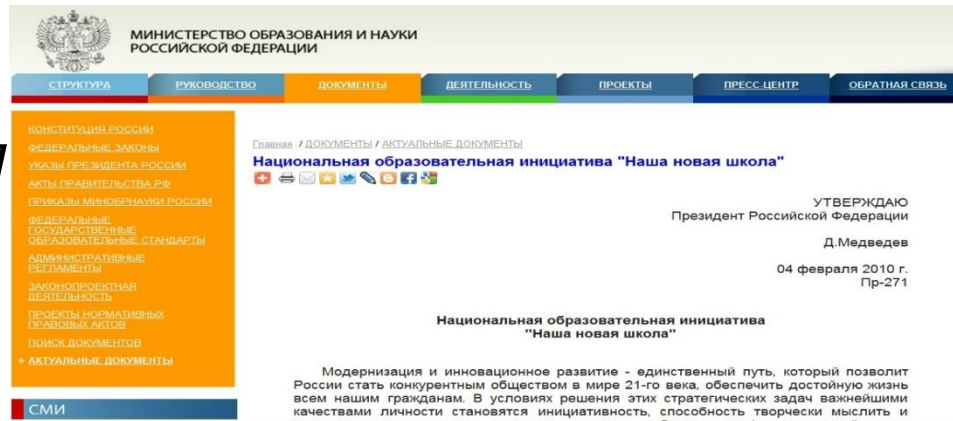 МИНИСТЕРСТВО ОБРАЗОВАНИЯ И НАУКИ
РОССИЙСКОЙ ФЕДЕРАЦИИ
СТРУКТУРА РУКОВОДСТВО ДОКУМЕНТЫ ДЕЯТЕЛЬНОСТЬ ПРОЕКТЫ ПРЕСС-ЦЕНТР ОБРАТНАЯ СВЯЗЬ
КОНСТИТУЦИЯ РОССИИ
ФЕДЕРАЛЬНЫЕ ЗАКОНЫ
УКАЗЫ ПРЕЗИДЕНТА РОССИИ
АКТЫ ПРАВИТЕЛЬСТВА РФ
ПРИКАЗЫ МИНОБРНАУКИ РОССИИ
ФЕДЕРАЛЬНЫЕ
ГОСУДАРСТВЕННЫЕ
ОБРАЗОВАТЕЛЬНЫЕ СТАНДАРТЫ
АДМИНИСТРАТИВНЫЕ
РЕГЛАМЕНТЫ
ЗАКОНОПРОЕКТНАЯ
ДЕЯТЕЛЬНОСТЬ
ПРОЕКТЫ НОРМАТИВНЫХ
ПРАВОВЫХ АКТОВ
ПОИСК ДОКУМЕНТОВ
АКТУАЛЬНЫЕ ДОКУМЕНТЫ
СМИ
Главная / ДОКУМЕНТЫ / АКТУАЛЬНЫЕ ДОКУМЕНТЫ
Национальная образовательная инициатива "Наша новая школа"
УТВЕРЖДАЮ
Президент Российской Федерации
Д.Медведев
04 февраля 2010 г.
Пр-271
Национальная образовательная инициатива
"Наша новая школа"
Модернизация и инновационное развитие - единственный путь, который позволит
России стать конкурентным обществом в мире 21-го века, обеспечить достойную жизнь
всем нашим гражданам. В условиях решения этих стратегических задач важнейшими
качествами личности становятся инициативность, способность творчески мыслить и